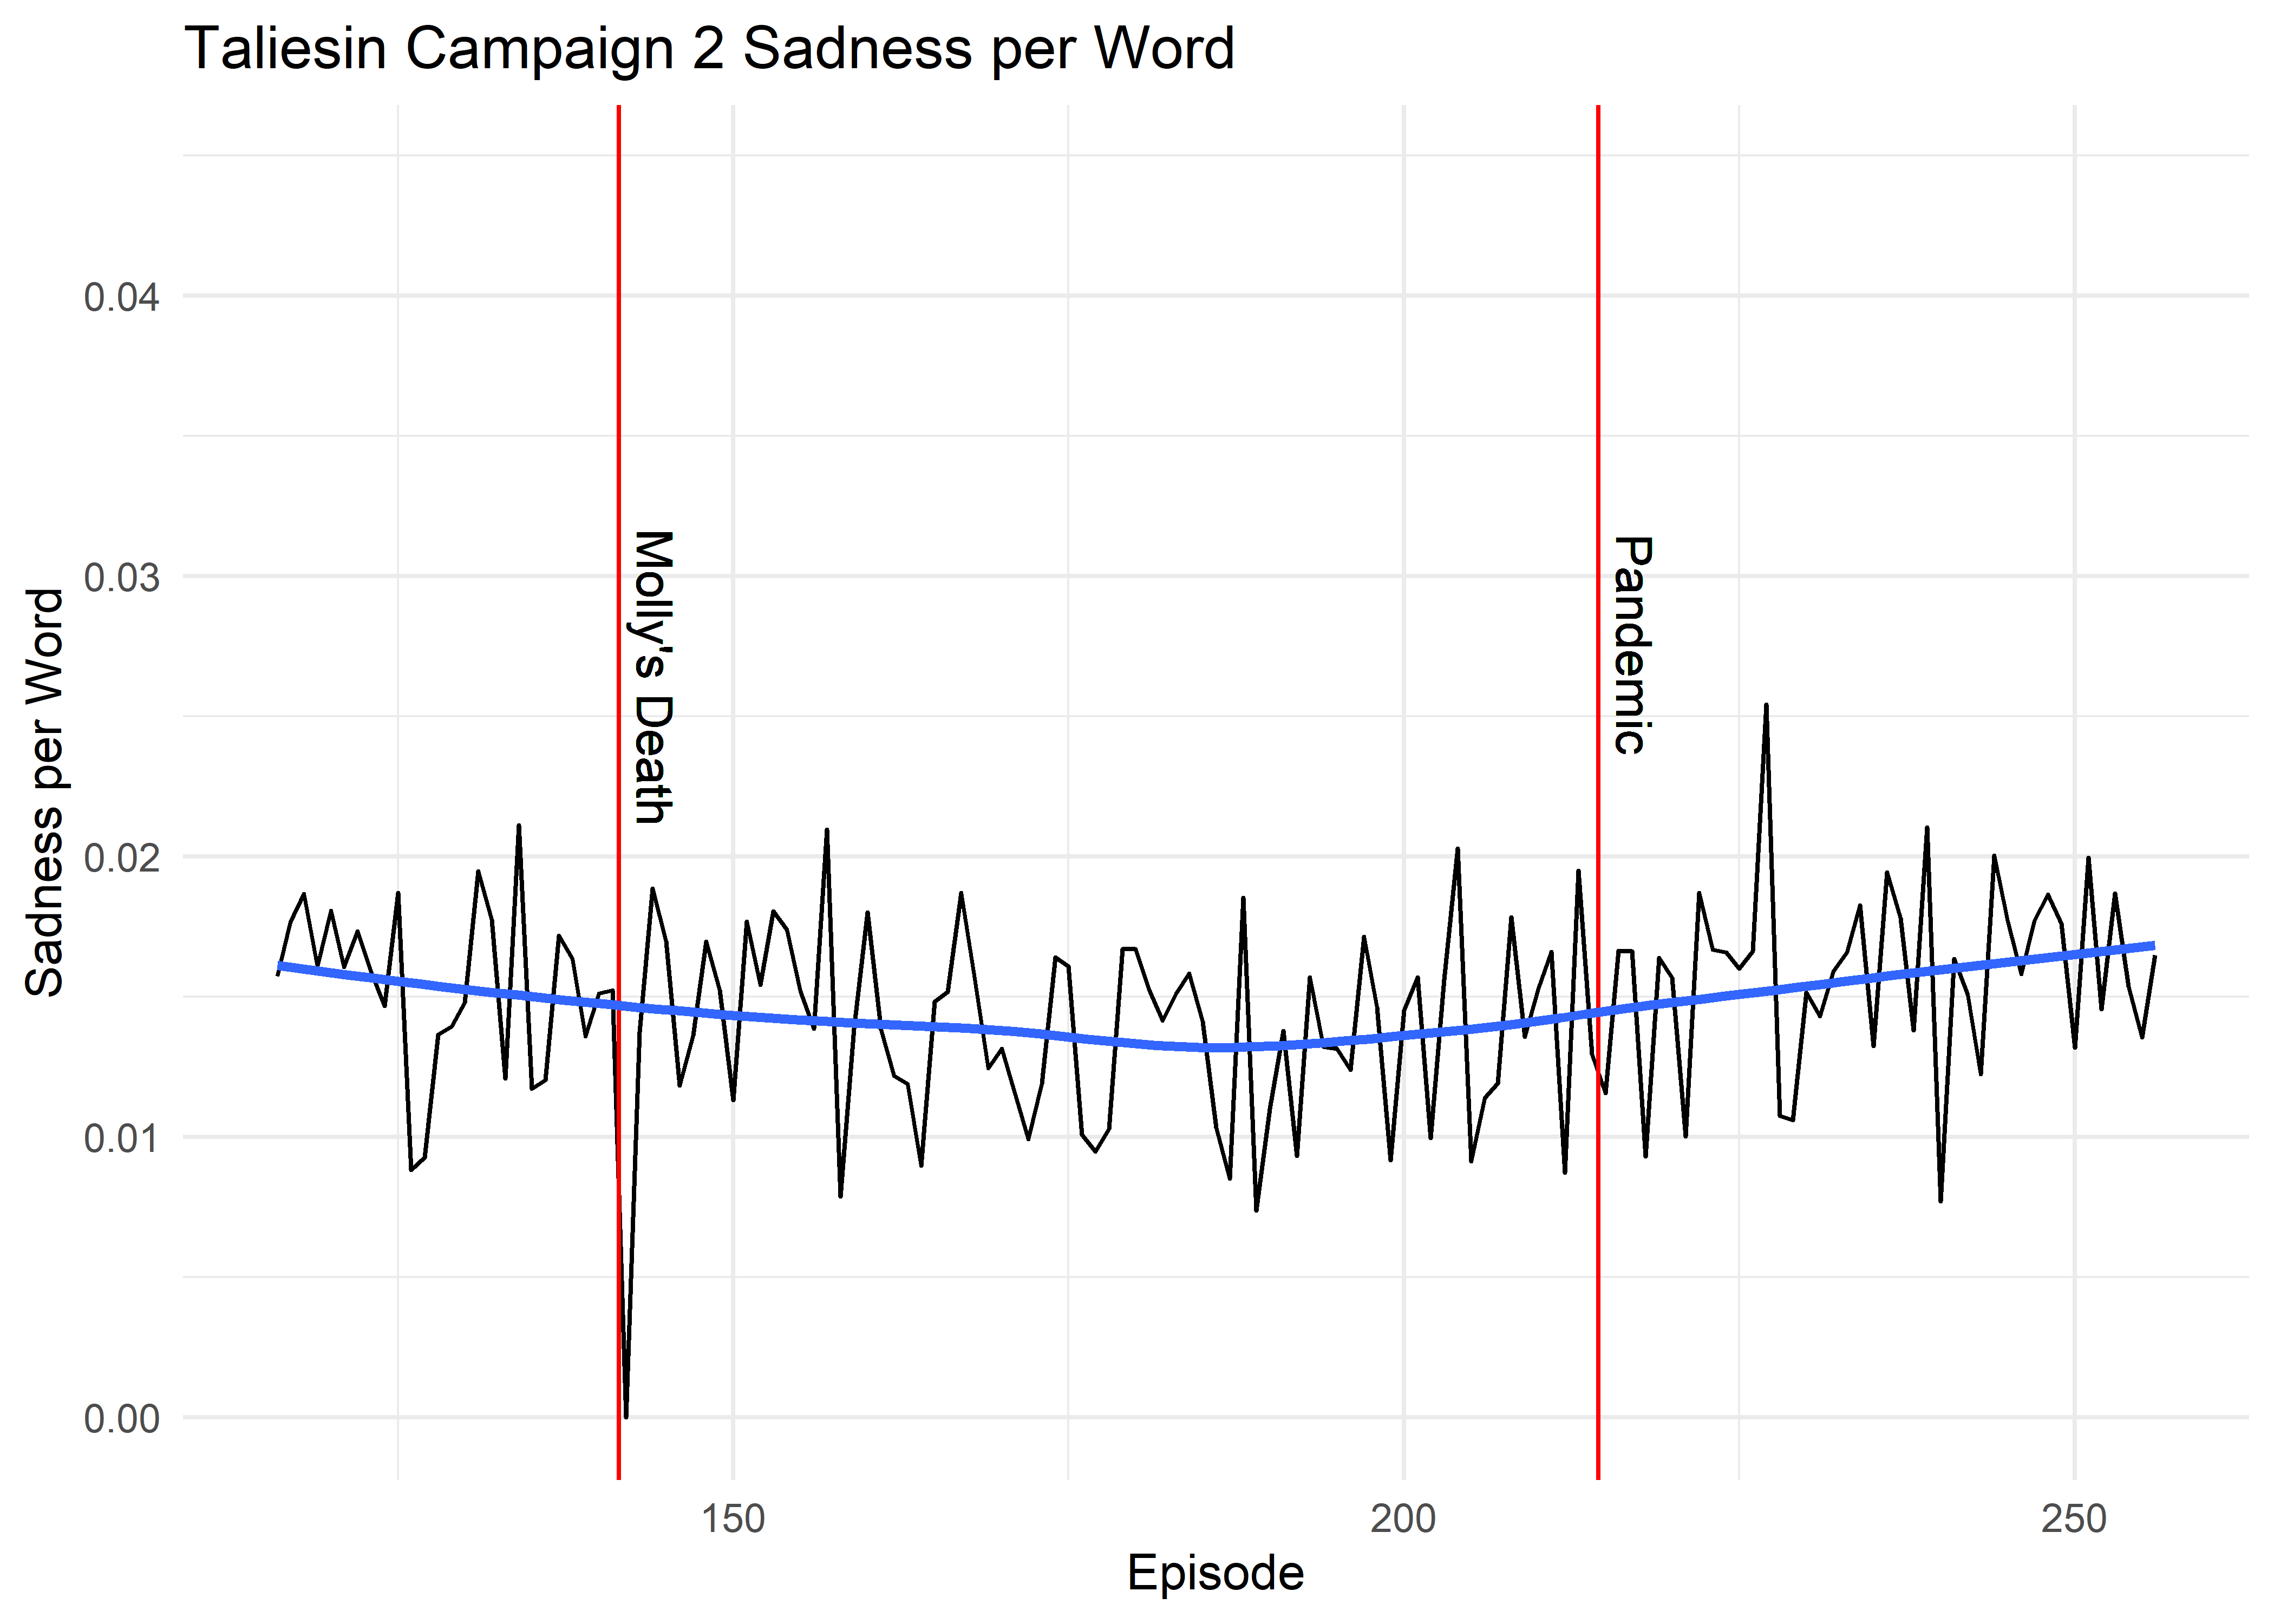 Taliesin Campaign 2 Sadness per Word
Sadness per Word
0.04
0.03
0.02
0.01
0.00
Molly's Death
Pandemic
150
200
250
Episode